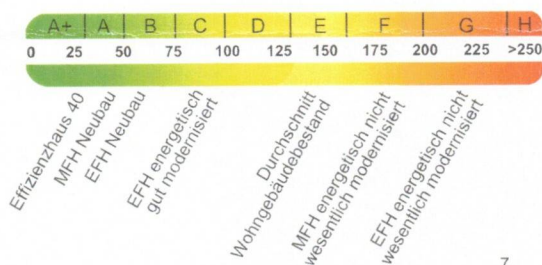 A+ A B C D E F G H
0 25 50 75 100 125 150 175 200 225 >250
Effizienzhaus 40
MFH Neubau
EFH Neubau
EFH energetisch
gut modernisiert
Durchschnitt
Wohngebäudebestand
MFH energetisch nicht
wesentlich modernisiert
EFH energetisch nicht
wesentlich modernisiert
7